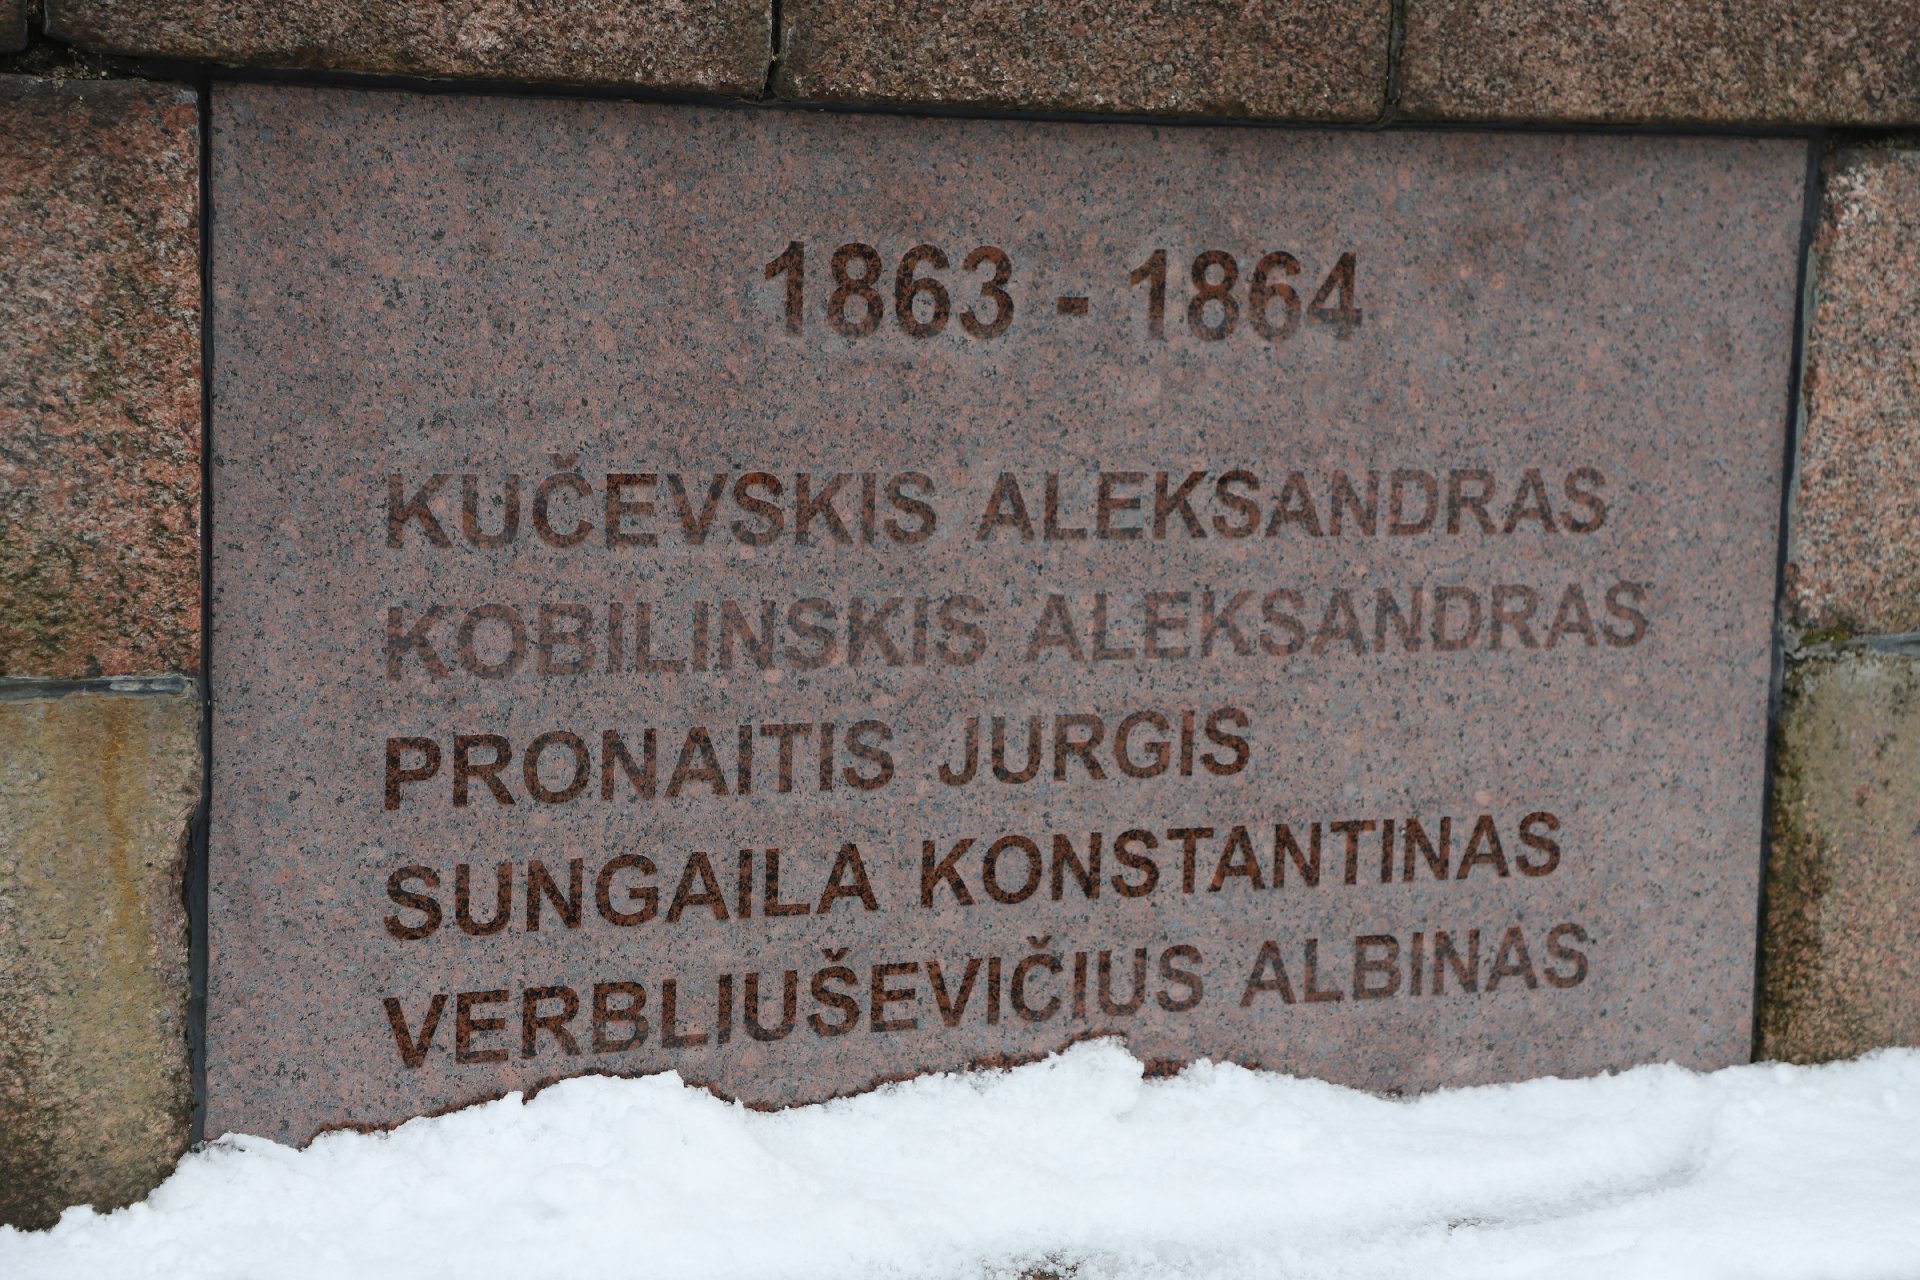 1863 - 1864
KUČEVSKIS ALEKSANDRAS
KOBILINSKIS ALEKSANDRAS
PRONAITIS JURGIS
SUNGAILA KONSTANTINAS
VERBLIUŠEVIČIUS ALBINAS